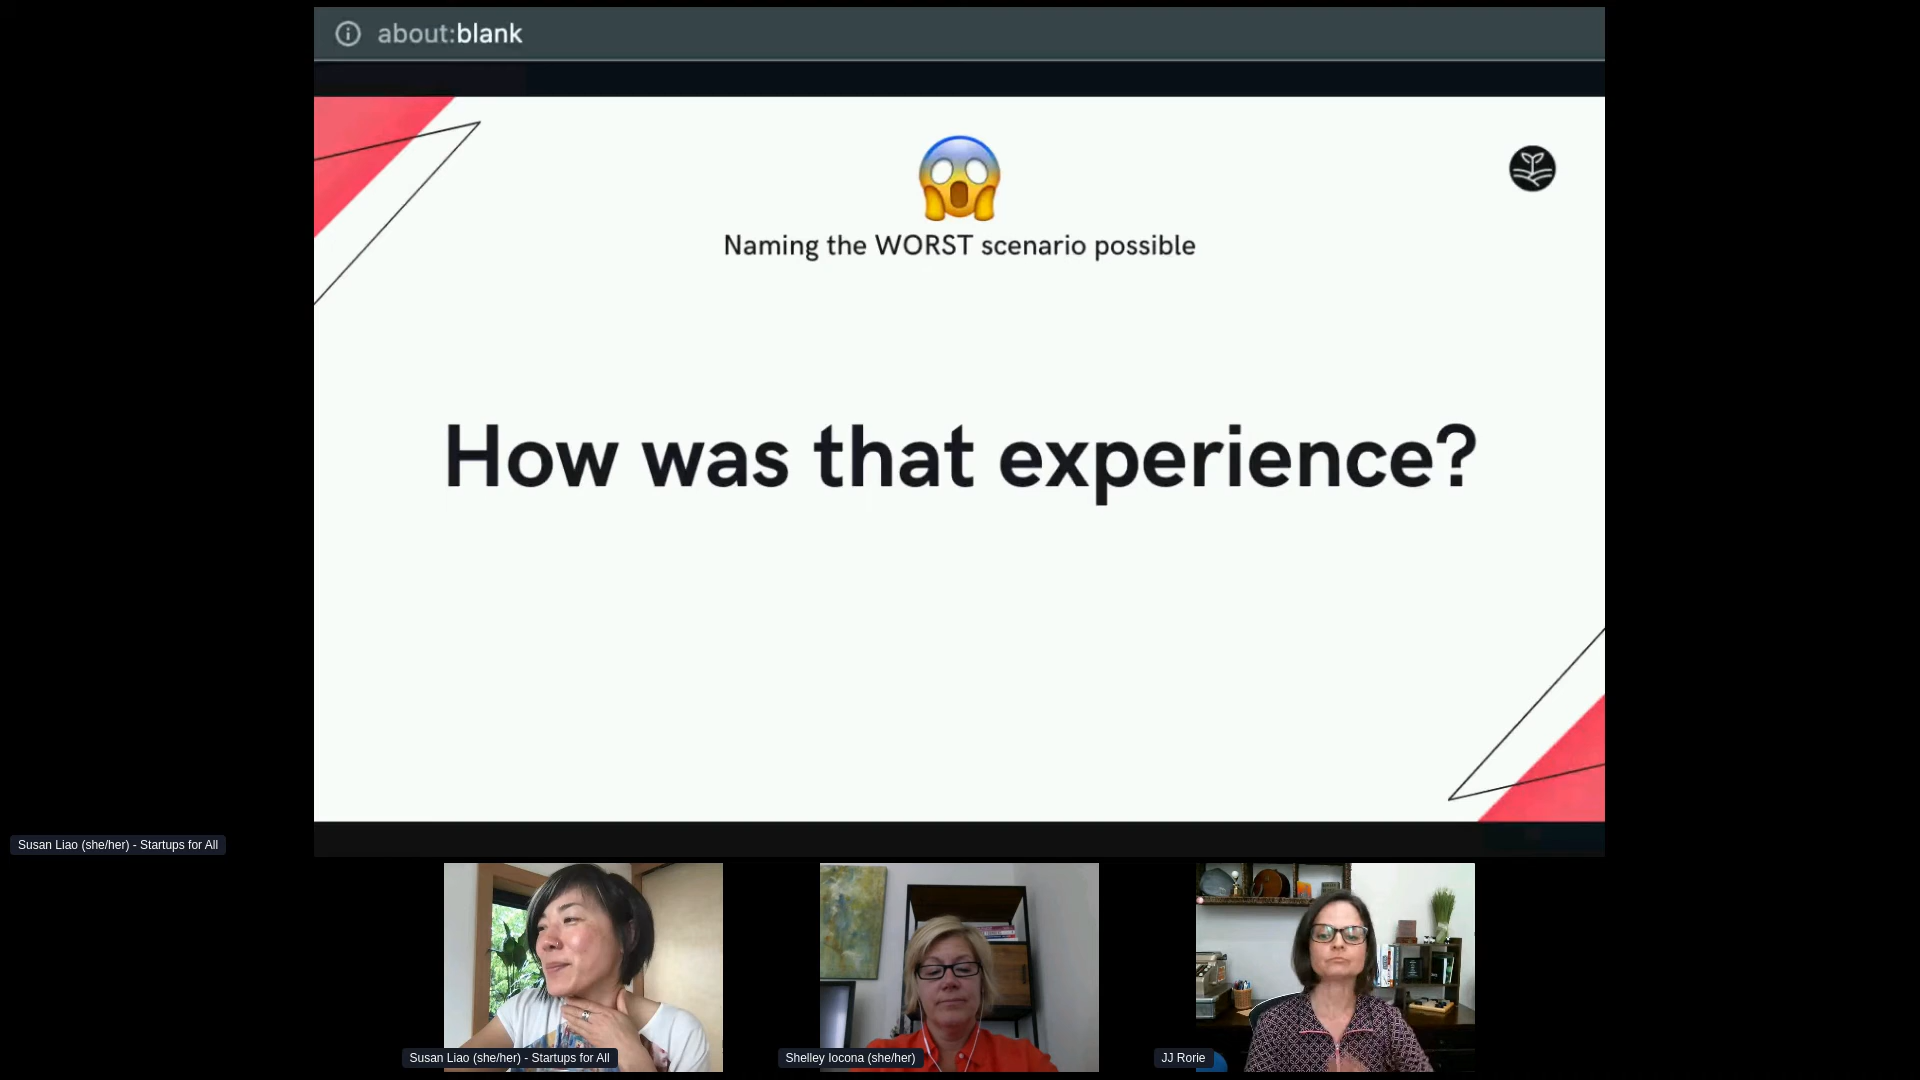 about:blank
Naming the WORST scenario possible
How was that experience?
Susan Liao (she/her) - Startups for All
Susan Liao (she/her) - Startups for All
Shelley Iocona (she/her)
JJ Rorie